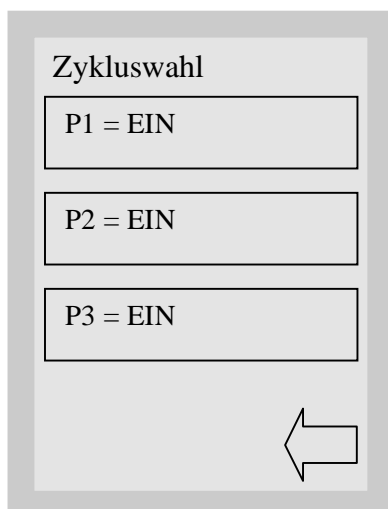 Zykluswahl
P1 = EIN
P2 = EIN
P3 = EIN